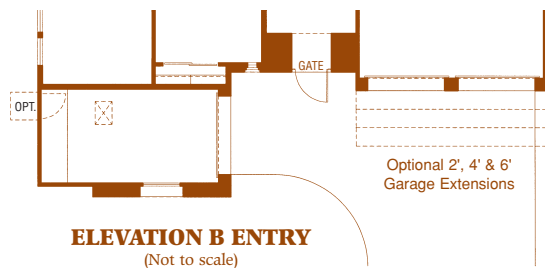 GATE
OPT.
Optional 2', 4' & 6'
Garage Extensions
ELEVATION B ENTRY
(Not to scale)